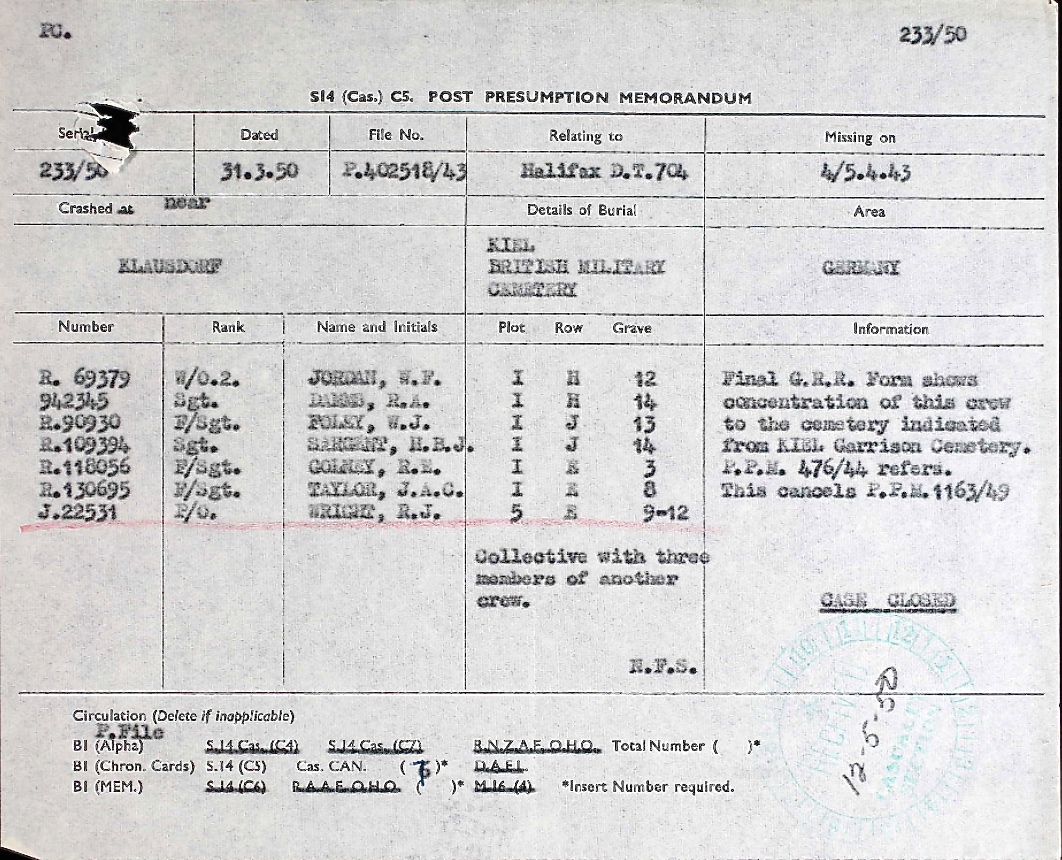 PC.
233/50
S14 (Cas.) C5. POST PRESUMPTION MEMORANDUM
Serial Dated File No. Relating to Missing on
233/50 31.3.50 P.402518/43 Halifax D.T.704 4/5.4.43
Crashed at near Details of Burial Area
KLAUSDORF KIEL BRITISH MILITARY CEMETERY GERMANY
Number Rank Name and Initials Plot Row Grave Information
R. 69379 W/O.2. JORDAN, W.F. I H 12 Final G.R.R. Form shows
942345 Sgt. R.A. I H 14 concentration of this crew
R.90930 F/Sgt. FOLEY, W.J. I J 13 to the cemetery indicated
R.109394 Sgt. SARGENT, H.B.J. I J 14 from KIEL Garrison Cemetery.
R.118056 F/Sgt. R.E. I E 3 P.P.M. 476/44 refers.
R.130695 F/Sgt. TAYLOR, J.A.C. I E 8 This cancels P.P.M.1163/49
J.22531 P/O. WRIGHT, R.J. 5 E 9-12
Collective with three
members of another
crew.
CASE CLOSED
N.F.S.
Circulation (Delete if inapplicable)
P.File
BI (Alpha) S.14 Cas. (C4) S.14 Cas. (C7) R.N.Z.A.F. O.H.Q. Total Number ( )*
BI (Chron. Cards) S.14 (C5) Cas. CAN. ( )* D.A.F.L.
BI (MEM.) S.14 (C6) R.A.A.F. O.H.Q. ( )* M.I6 (4) *Insert Number required.
12-5-50